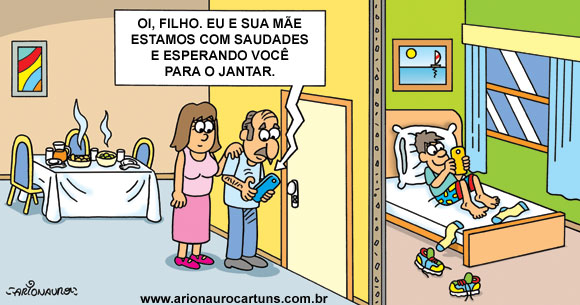 OI, FILHO. EU E SUA MÃE
ESTAMOS COM SAUDADES
E ESPERANDO VOCÊ
PARA O JANTAR.
ARIONAURO
www.arionaurocartuns.com.br